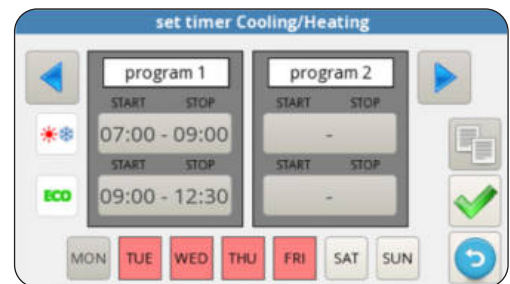 set timer Cooling/Heating
program 1 program 2
START STOP START STOP
07:00 - 09:00 -
START STOP START STOP
ECO 09:00 - 12:30 -
MON TUE WED THU FRI SAT SUN